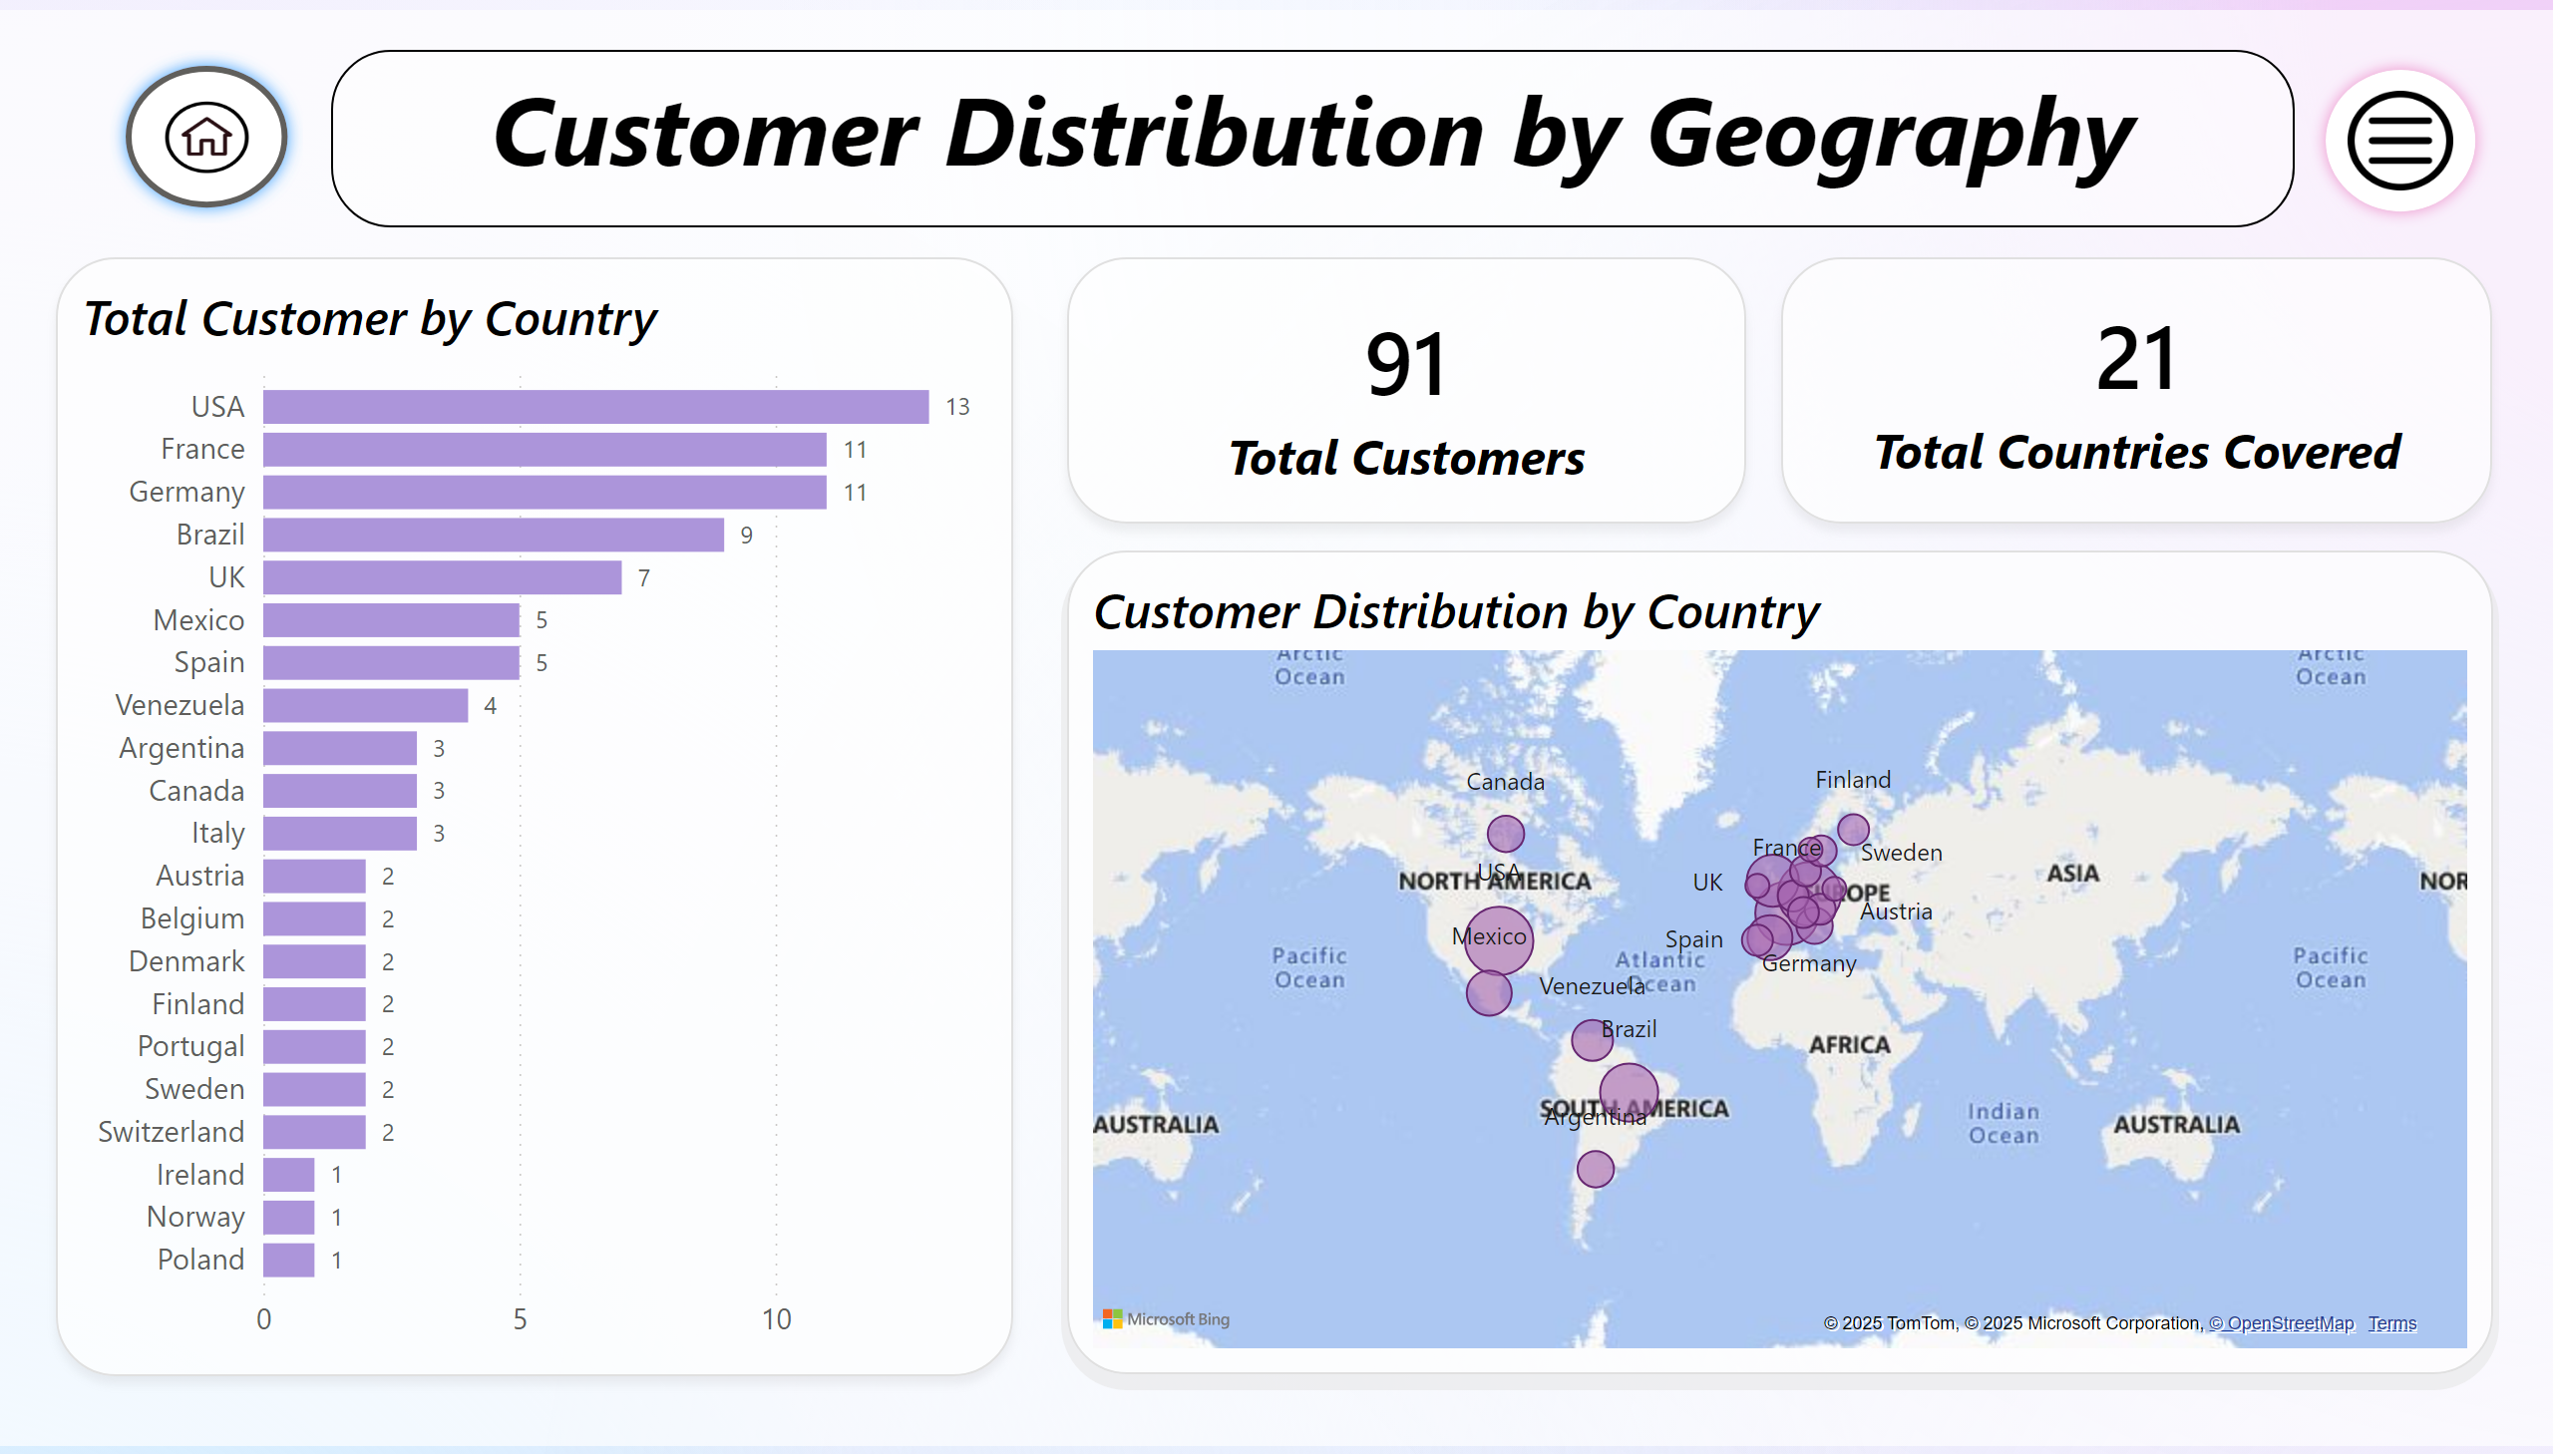 Customer Distribution by Geography
Total Customer by Country
USA 13
France 11
Germany 11
Brazil 9
UK 7
Mexico 5
Spain 5
Venezuela 4
Argentina 3
Canada 3
Italy 3
Austria 2
Belgium 2
Denmark 2
Finland 2
Portugal 2
Sweden 2
Switzerland 2
Ireland 1
Norway 1
Poland 1
0 5 10
91
Total Customers
21
Total Countries Covered
Customer Distribution by Country
Arctic
Ocean
Arctic
Ocean
Canada
Finland
France
Sweden
USA
NORTH AMERICA
ASIA
NOR
UK
Austria
Mexico
Spain
Pacific
Ocean
Atlantic
Ocean
Pacific
Ocean
Germany
Venezuela
Brazil
AFRICA
SOUTH AMERICA
Argentina
AUSTRALIA
Indian
Ocean
AUSTRALIA
Microsoft Bing
© 2025 TomTom, © 2025 Microsoft Corporation, © OpenStreetMap Terms